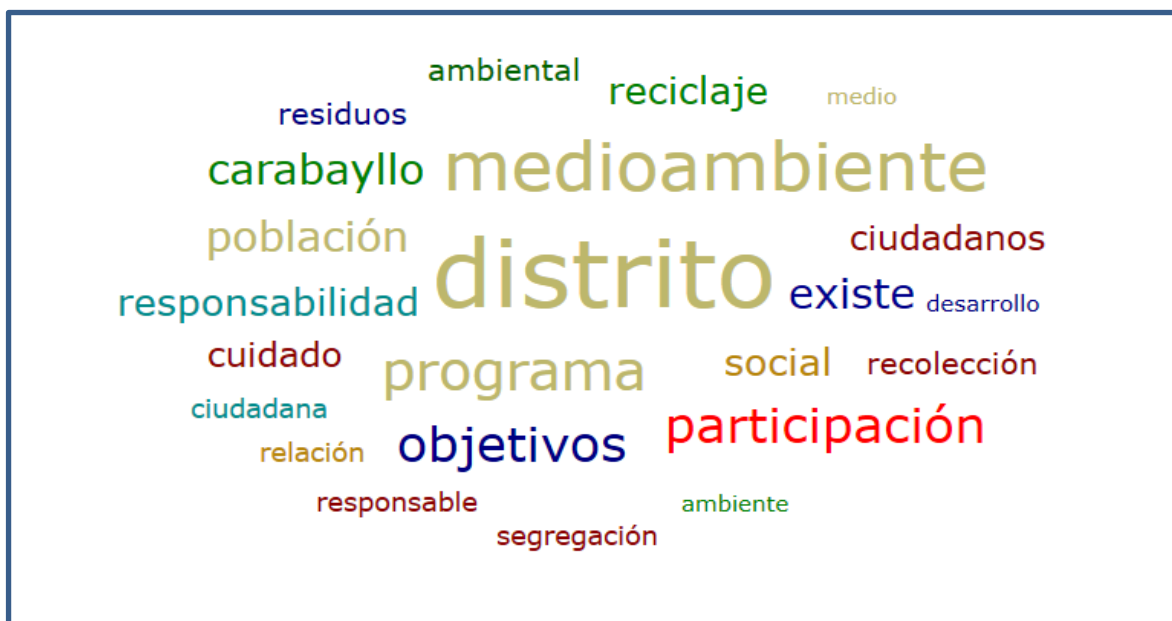 ambiental
reciclaje
medio
residuos
carabayllo
medioambiente
población
ciudadanos
distrito
responsabilidad
existe
desarrollo
cuidado
programa
social
recolección
ciudadana
participación
relación
objetivos
responsable
ambiente
segregación